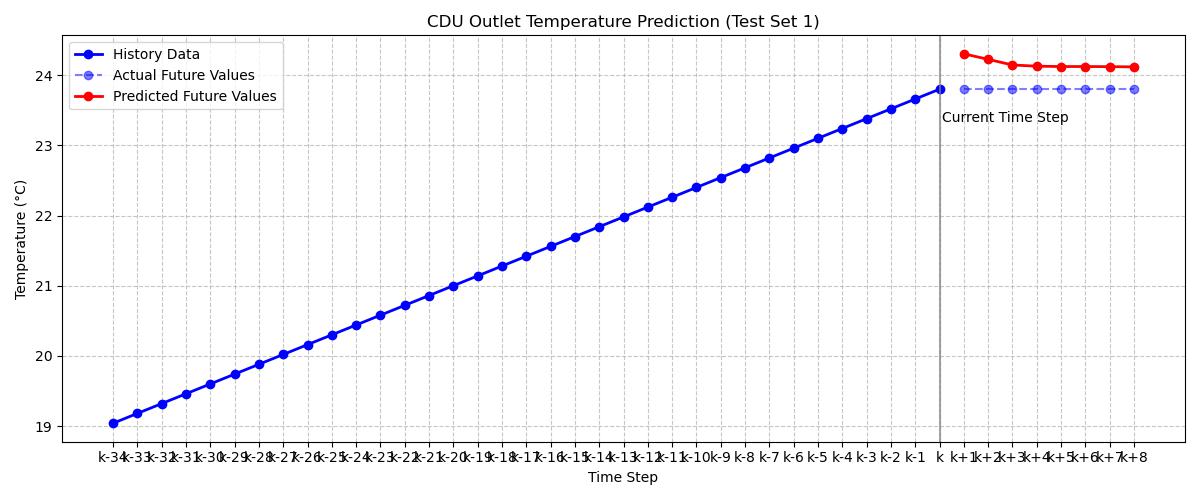 CDU Outlet Temperature Prediction (Test Set 1)
History Data
Actual Future Values
Predicted Future Values
Current Time Step
Temperature (°C)
24
23
22
21
20
19
k-34 k-33 k-32 k-31 k-30 k-29 k-28 k-27 k-26 k-25 k-24 k-23 k-22 k-21 k-20 k-19 k-18 k-17 k-16 k-15 k-14 k-13 k-12 k-11 k-10 k-9 k-8 k-7 k-6 k-5 k-4 k-3 k-2 k-1 k k+1 k+2 k+3 k+4 k+5 k+6 k+7 k+8
Time Step